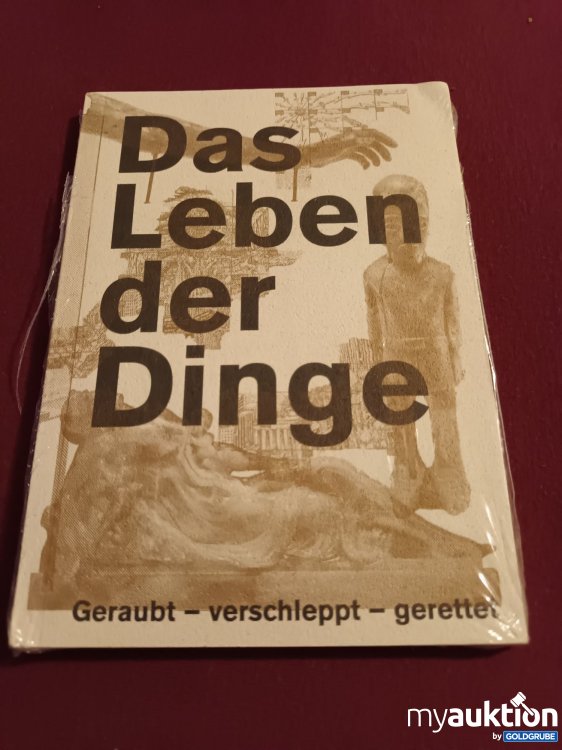 Das
Leben
der
Dinge
Geraubt – verschleppt – gerettet
myauktion
by GOLDGRUBE